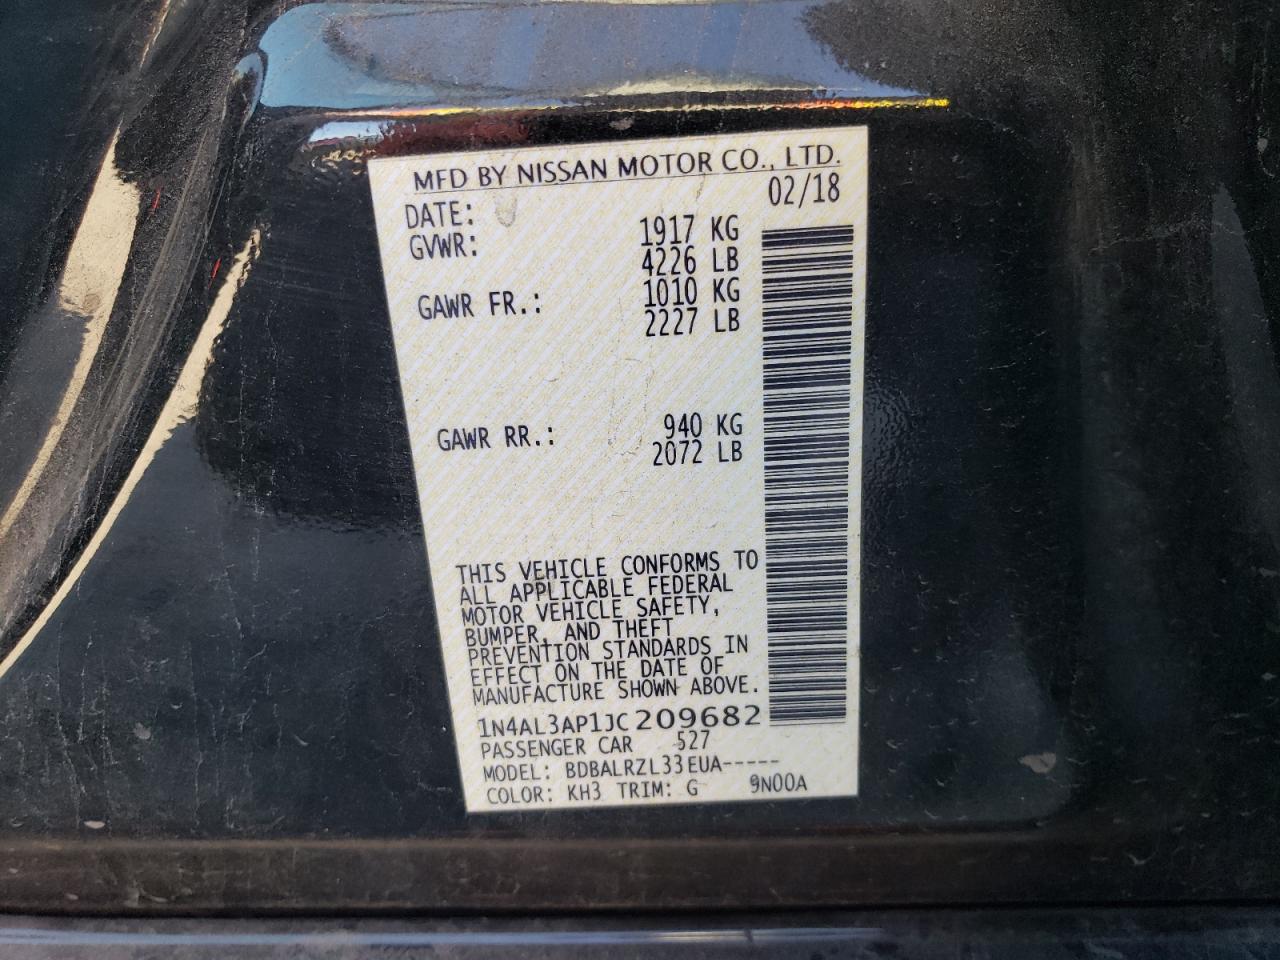 MFD BY NISSAN MOTOR CO., LTD.
DATE: 02/18
GVWR: 1917 KG
4226 LB
GAWR FR.: 1010 KG
2227 LB
GAWR RR.: 940 KG
2072 LB
THIS VEHICLE CONFORMS TO
ALL APPLICABLE FEDERAL
MOTOR VEHICLE SAFETY,
BUMPER, AND THEFT
PREVENTION STANDARDS IN
EFFECT ON THE DATE OF
MANUFACTURE SHOWN ABOVE.
1N4AL3AP1JC209682
PASSENGER CAR 527
MODEL: BDBALRZL33EUA-----
COLOR: KH3 TRIM: G 9N00A